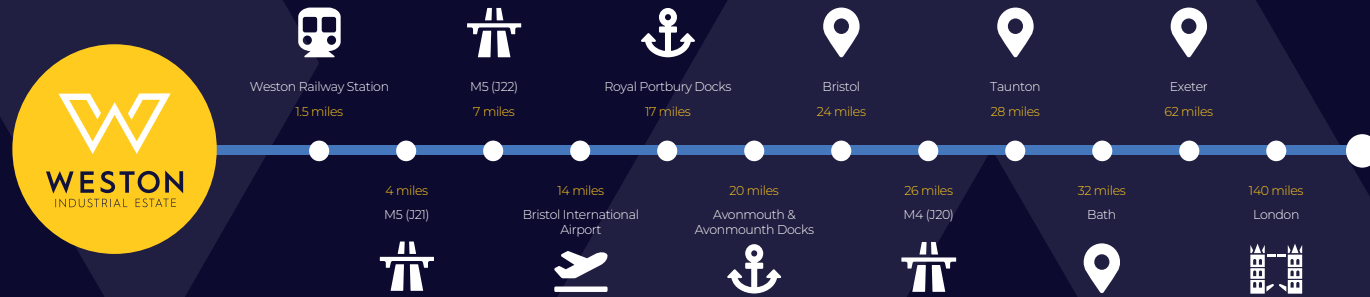 Weston Railway Station
1.5 miles
M5 (J22)
7 miles
Royal Portbury Docks
17 miles
Bristol
24 miles
Taunton
28 miles
Exeter
62 miles
WESTON
INDUSTRIAL ESTATE
4 miles
M5 (J21)
14 miles
Bristol International
Airport
20 miles
Avonmouth &
Avonmounth Docks
26 miles
M4 (J20)
32 miles
Bath
140 miles
London